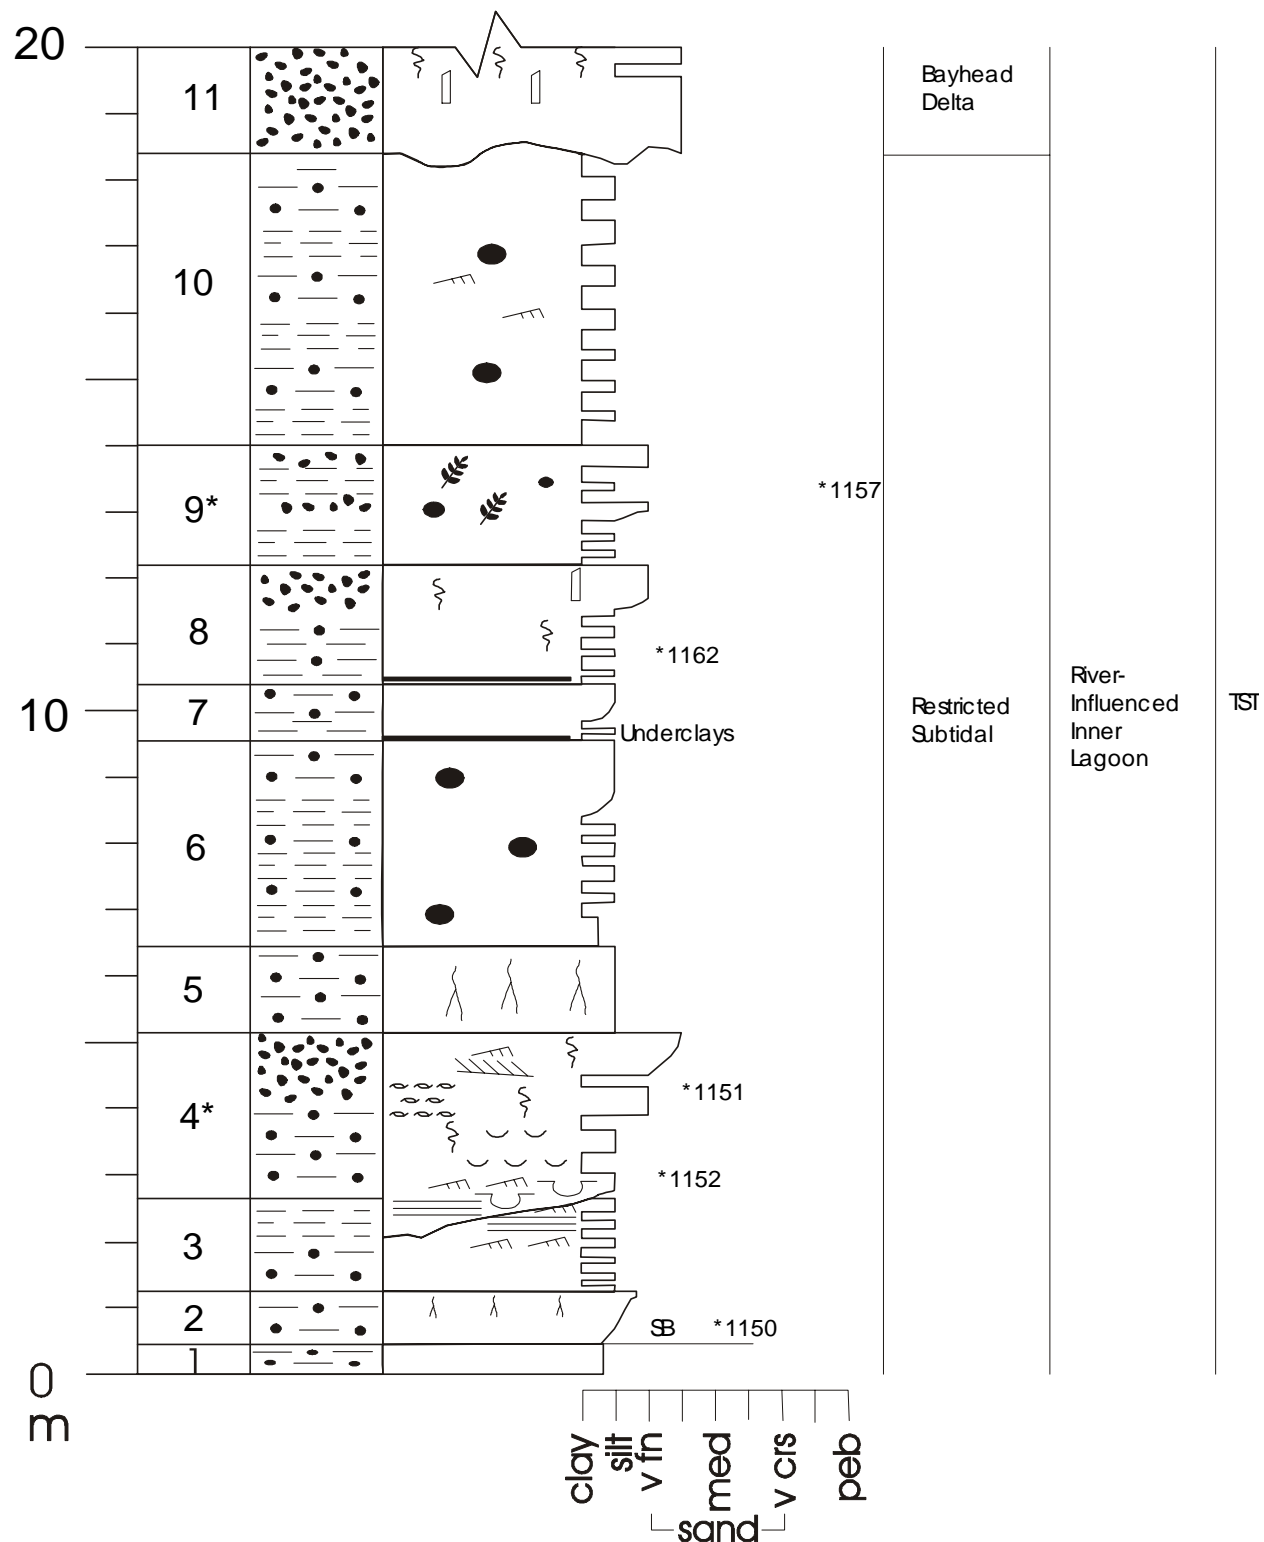 20
11
Bayhead
Delta
10
9*
*1157
8
*1162
7
10
Underclays
Restricted
Subtidal
River-
Influenced
Inner
Lagoon
TST
6
5
4*
*1151
*1152
3
2
SB *1150
1
0
m
clay
silt
v fn
med
v crs
peb
sand